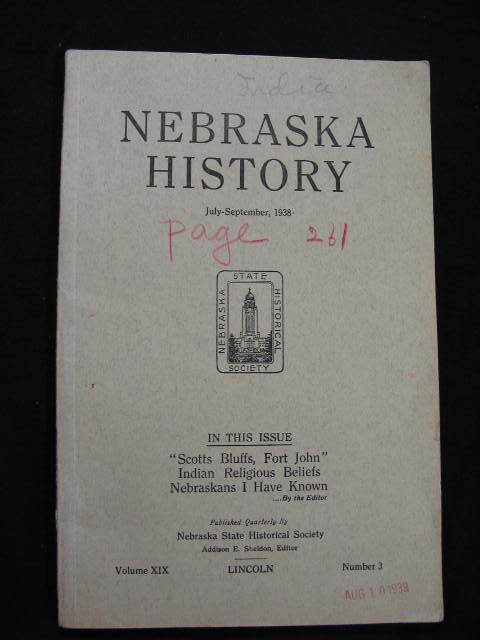 India
NEBRASKA
HISTORY
July-September, 1938
Page 261
NEBRASKA STATE HISTORICAL SOCIETY
IN THIS ISSUE
"Scotts Bluffs, Fort John"
Indian Religious Beliefs
Nebraskans I Have Known
....By the Editor
Published Quarterly By
Nebraska State Historical Society
Addison E. Sheldon, Editor
Volume XIX LINCOLN Number 3
AUG 10 1939